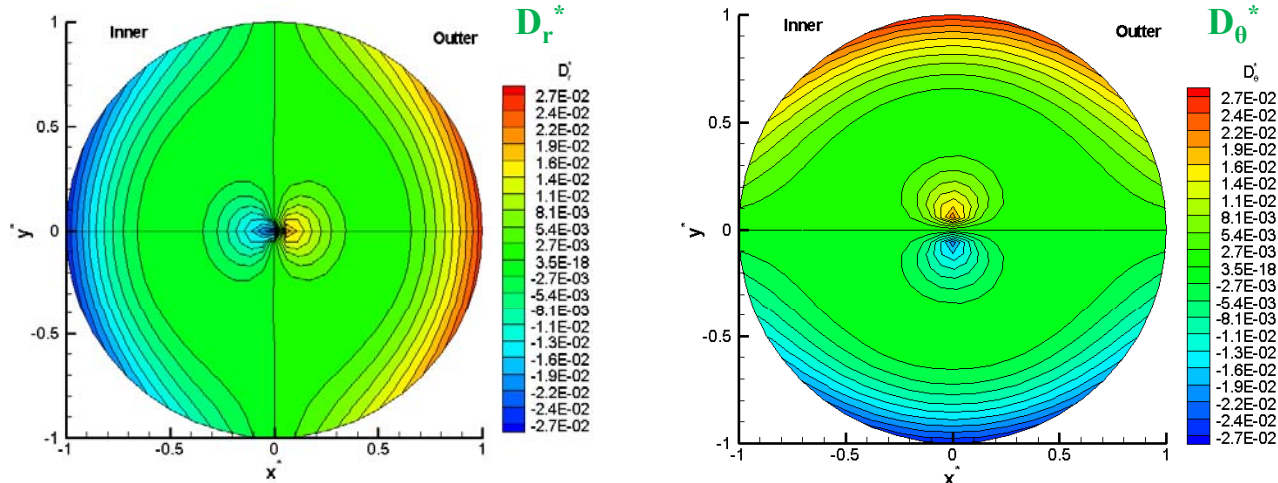 D_r^*
Inner
Outter
D_r^*
2.7E-02
2.4E-02
2.2E-02
1.9E-02
1.6E-02
1.4E-02
1.1E-02
8.1E-03
5.4E-03
2.7E-03
3.5E-18
-2.7E-03
-5.4E-03
-8.1E-03
-1.1E-02
-1.3E-02
-1.6E-02
-1.9E-02
-2.2E-02
-2.4E-02
-2.7E-02
1
0.5
0
-0.5
-1
y*
-1
-0.5
0
0.5
1
x*
D_θ^*
Inner
Outter
D_θ^*
2.7E-02
2.4E-02
2.2E-02
1.9E-02
1.6E-02
1.4E-02
1.1E-02
8.1E-03
5.4E-03
2.7E-03
3.5E-18
-2.7E-03
-5.4E-03
-8.1E-03
-1.1E-02
-1.3E-02
-1.6E-02
-1.9E-02
-2.2E-02
-2.4E-02
-2.7E-02
1
0.5
0
-0.5
-1
y*
-1
-0.5
0
0.5
1
x*